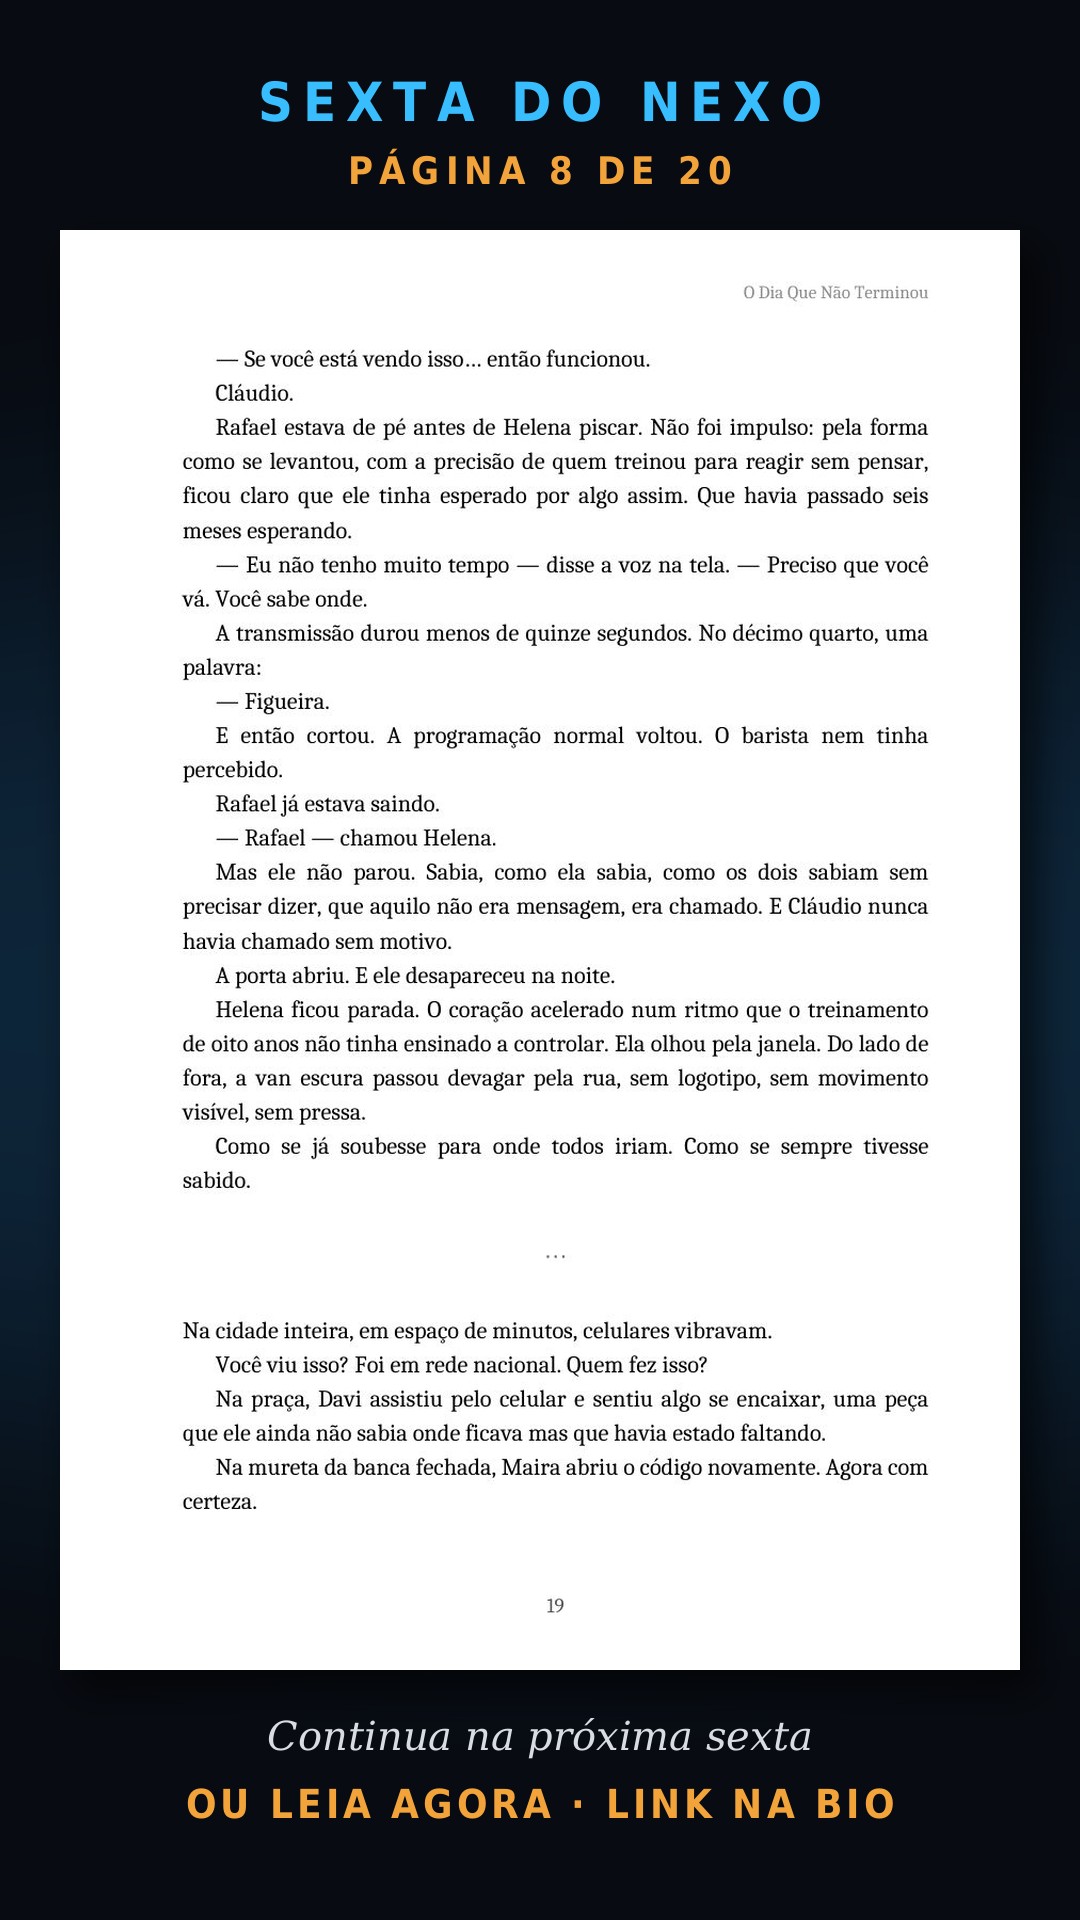 SEXTA DO NEXO
PÁGINA 8 DE 20
O Dia Que Não Terminou
— Se você está vendo isso… então funcionou.
Cláudio.
Rafael estava de pé antes de Helena piscar. Não foi impulso: pela forma
como se levantou, com a precisão de quem treinou para reagir sem pensar,
ficou claro que ele tinha esperado por algo assim. Que havia passado seis
meses esperando.
— Eu não tenho muito tempo — disse a voz na tela. — Preciso que você
vá. Você sabe onde.
A transmissão durou menos de quinze segundos. No décimo quarto, uma
palavra:
— Figueira.
E então cortou. A programação normal voltou. O barista nem tinha
percebido.
Rafael já estava saindo.
— Rafael — chamou Helena.
Mas ele não parou. Sabia, como ela sabia, como os dois sabiam sem
precisar dizer, que aquilo não era mensagem, era chamado. E Cláudio nunca
havia chamado sem motivo.
A porta abriu. E ele desapareceu na noite.
Helena ficou parada. O coração acelerado num ritmo que o treinamento
de oito anos não tinha ensinado a controlar. Ela olhou pela janela. Do lado de
fora, a van escura passou devagar pela rua, sem logotipo, sem movimento
visível, sem pressa.
Como se já soubesse para onde todos iriam. Como se sempre tivesse
sabido.
…
Na cidade inteira, em espaço de minutos, celulares vibravam.
Você viu isso? Foi em rede nacional. Quem fez isso?
Na praça, Davi assistiu pelo celular e sentiu algo se encaixar, uma peça
que ele ainda não sabia onde ficava mas que havia estado faltando.
Na mureta da banca fechada, Maira abriu o código novamente. Agora com
certeza.
19
Continua na próxima sexta
OU LEIA AGORA · LINK NA BIO